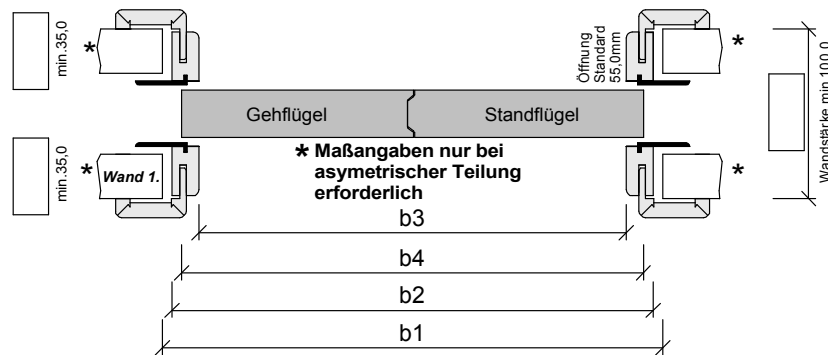 min.35,0
*
*
Öffnung
Standard
55,0mm
Wandstärke min.100,0
Gehflügel
Standflügel
min.35,0
*
Wand 1.
* Maßangaben nur bei
asymetrischer Teilung
erforderlich
*
b3
b4
b2
b1